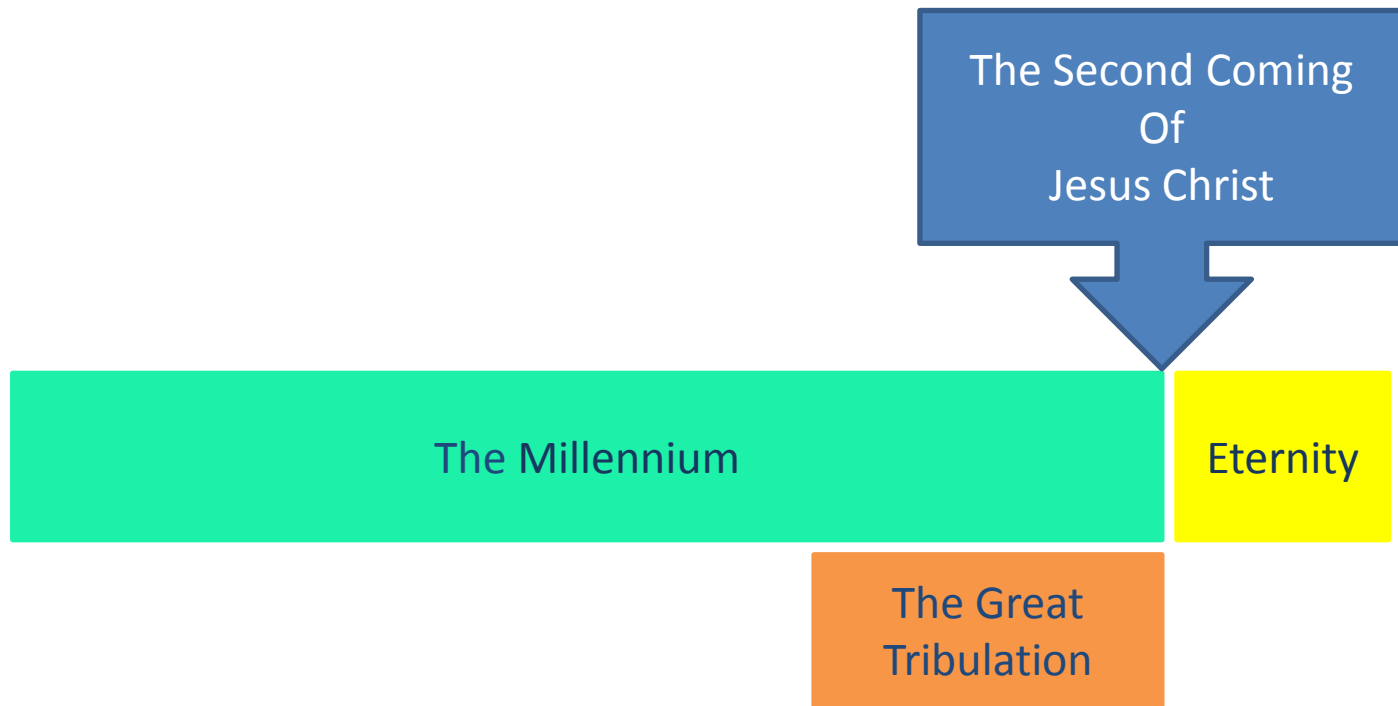 The Second Coming
Of
Jesus Christ
The Millennium
Eternity
The Great
Tribulation